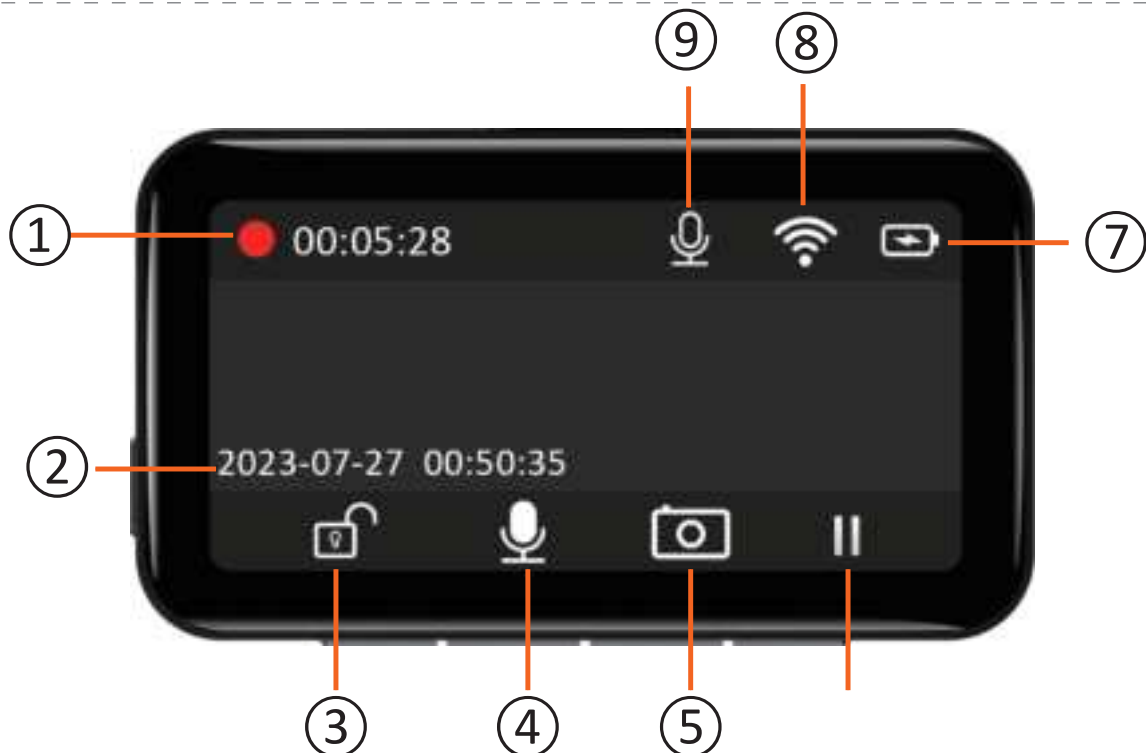 ⑨ ⑧
① 00:05:28 ⑦
② 2023-07-27 00:50:35
③ ④ ⑤